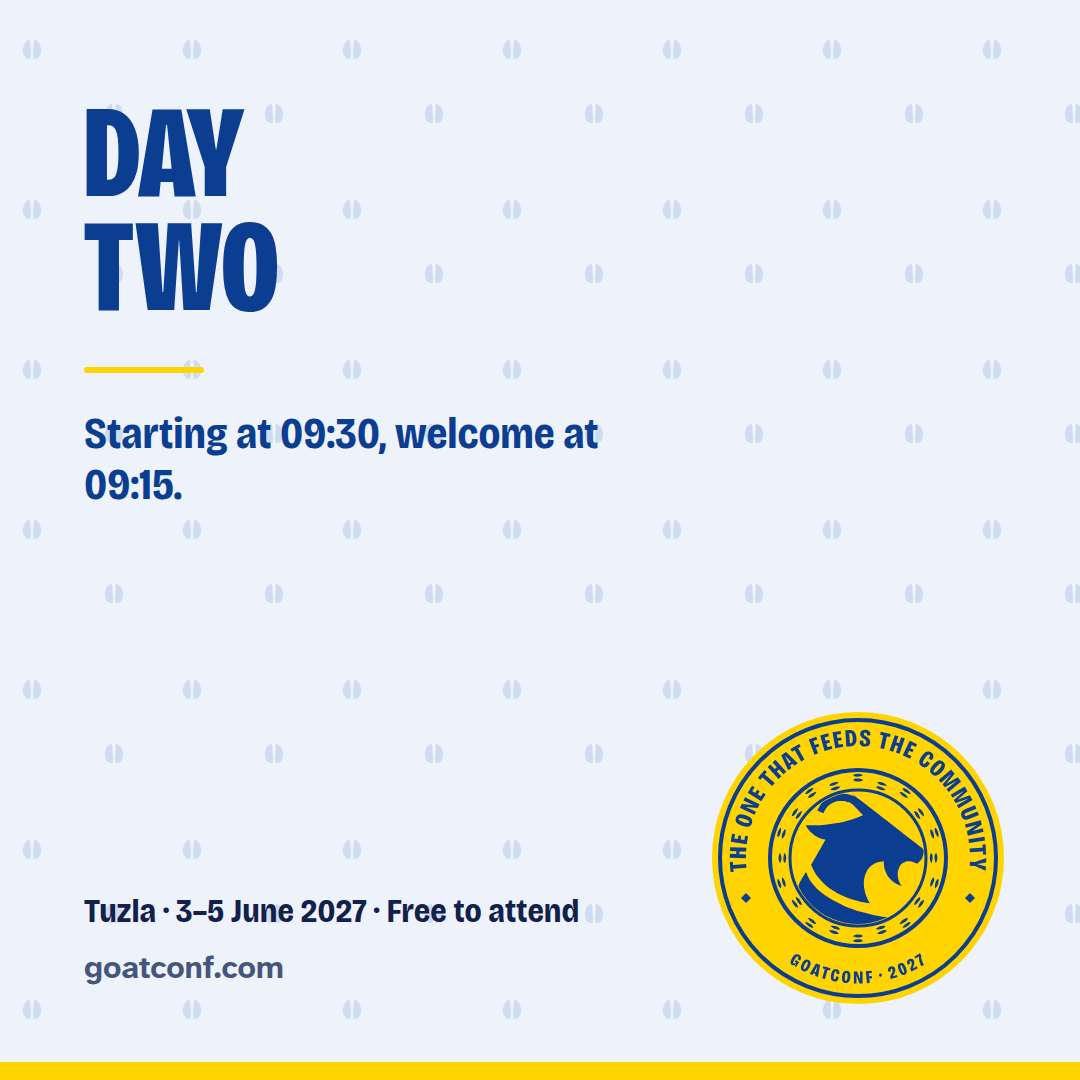 DAY
TWO
Starting at 09:30, welcome at
09:15.
THE ONE THAT FEEDS THE COMMUNITY
GOATCONF · 2027
Tuzla · 3–5 June 2027 · Free to attend
goatconf.com